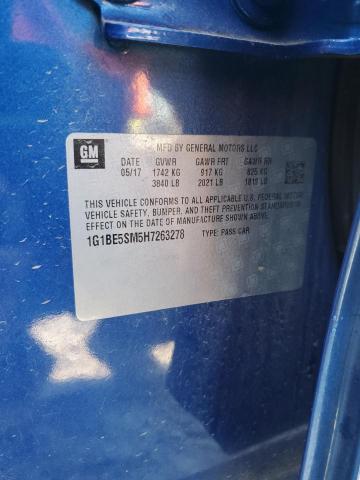 GM
MFD BY GENERAL MOTORS LLC
DATE GVWR GAWR FRT GAWR RR
05/17 1742 KG 917 KG 825 KG
3840 LB 2021 LB 1819 LB
THIS VEHICLE CONFORMS TO ALL APPLICABLE U.S. FEDERAL MOTOR
VEHICLE SAFETY, BUMPER, AND THEFT PREVENTION STANDARDS IN
EFFECT ON THE DATE OF MANUFACTURE SHOWN ABOVE.
1G1BE5SM5H7263278 TYPE: PASS CAR